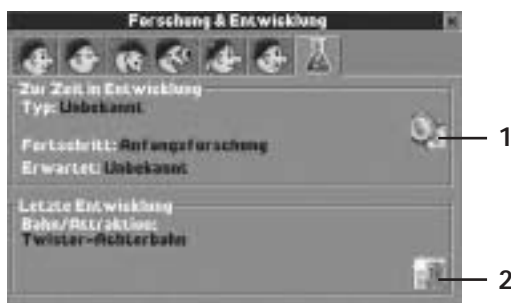 Forschung & Entwicklung
Zur Zeit in Entwicklung
Typ: Unbekannt
1
Fortschritt: Anfangsforschung
Erwartet: Unbekannt
Letzte Entwicklung
Bahn/Attraktion:
Twister-Achterbahn
2